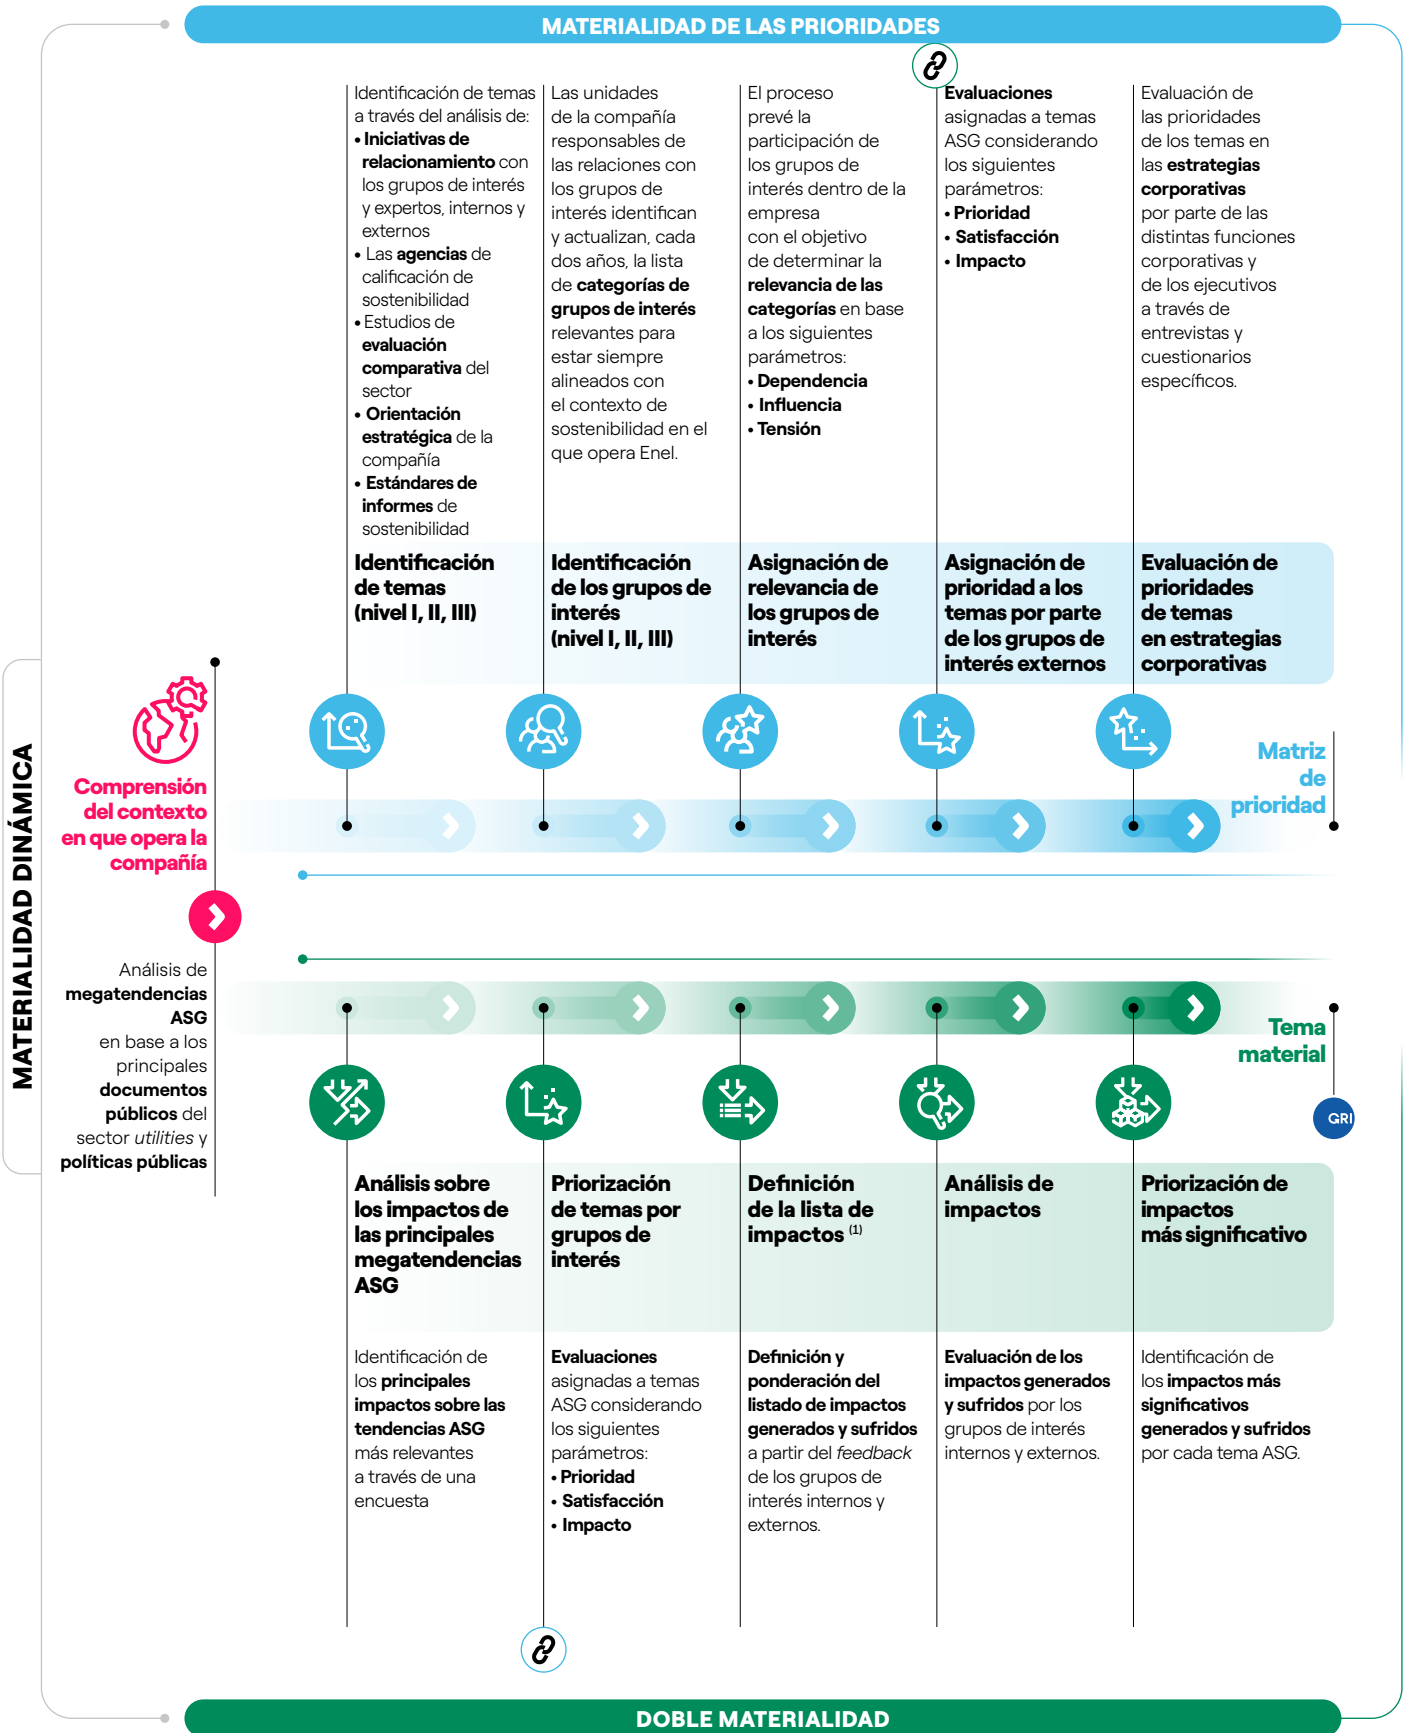 MATERIALIDAD DE LAS PRIORIDADES
Identificación de temas
a través del análisis de:
• Iniciativas de
relacionamiento con
los grupos de interés
y expertos, internos y
externos
• Las agencias de
calificación de
sostenibilidad
• Estudios de
evaluación
comparativa del
sector
• Orientación
estratégica de la
compañía
• Estándares de
informes de
sostenibilidad
Las unidades
de la compañía
responsables de
las relaciones con
los grupos de
interés identifican
y actualizan, cada
dos años, la lista
de categorías de
grupos de interés
relevantes para
estar siempre
alineados con
el contexto de
sostenibilidad en el
que opera Enel.
El proceso
prevé la
participación de
los grupos de
interés dentro de la
empresa
con el objetivo
de determinar la
relevancia de las
categorías en base
a los siguientes
parámetros:
• Dependencia
• Influencia
• Tensión
Evaluaciones
asignadas a temas
ASG considerando
los siguientes
parámetros:
• Prioridad
• Satisfacción
• Impacto
Evaluación de
las prioridades
de los temas en
las estrategias
corporativas
por parte de las
distintas funciones
corporativas y
de los ejecutivos
a través de
entrevistas y
cuestionarios
específicos.
Identificación
de temas
(nivel I, II, III)
Identificación
de los grupos de
interés
(nivel I, II, III)
Asignación de
relevancia de
los grupos de
interés
Asignación de
prioridad a los
temas por parte
de los grupos de
interés externos
Evaluación de
prioridades
de temas
en estrategias
corporativas
MATERIALIDAD DINÁMICA
Comprensión
del contexto
en que opera la
compañía
Matriz
de
prioridad
Análisis de
megatendencias
ASG
en base a los
principales
documentos
públicos del
sector utilities y
políticas públicas
Tema
material
GRI
Análisis sobre
los impactos de
las principales
megatendencias
ASG
Priorización
de temas por
grupos de
interés
Definición
de la lista de
impactos (1)
Análisis de
impactos
Priorización de
impactos
más significativo
Identificación de
los principales
impactos sobre las
tendencias ASG
más relevantes
a través de una
encuesta
Evaluaciones
asignadas a temas
ASG considerando
los siguientes
parámetros:
• Prioridad
• Satisfacción
• Impacto
Definición y
ponderación del
listado de impactos
generados y sufridos
a partir del feedback
de los grupos de
interés internos y
externos.
Evaluación de los
impactos generados
y sufridos por los
grupos de interés
internos y externos.
Identificación de
los impactos más
significativos
generados y sufridos
por cada tema ASG.
DOBLE MATERIALIDAD